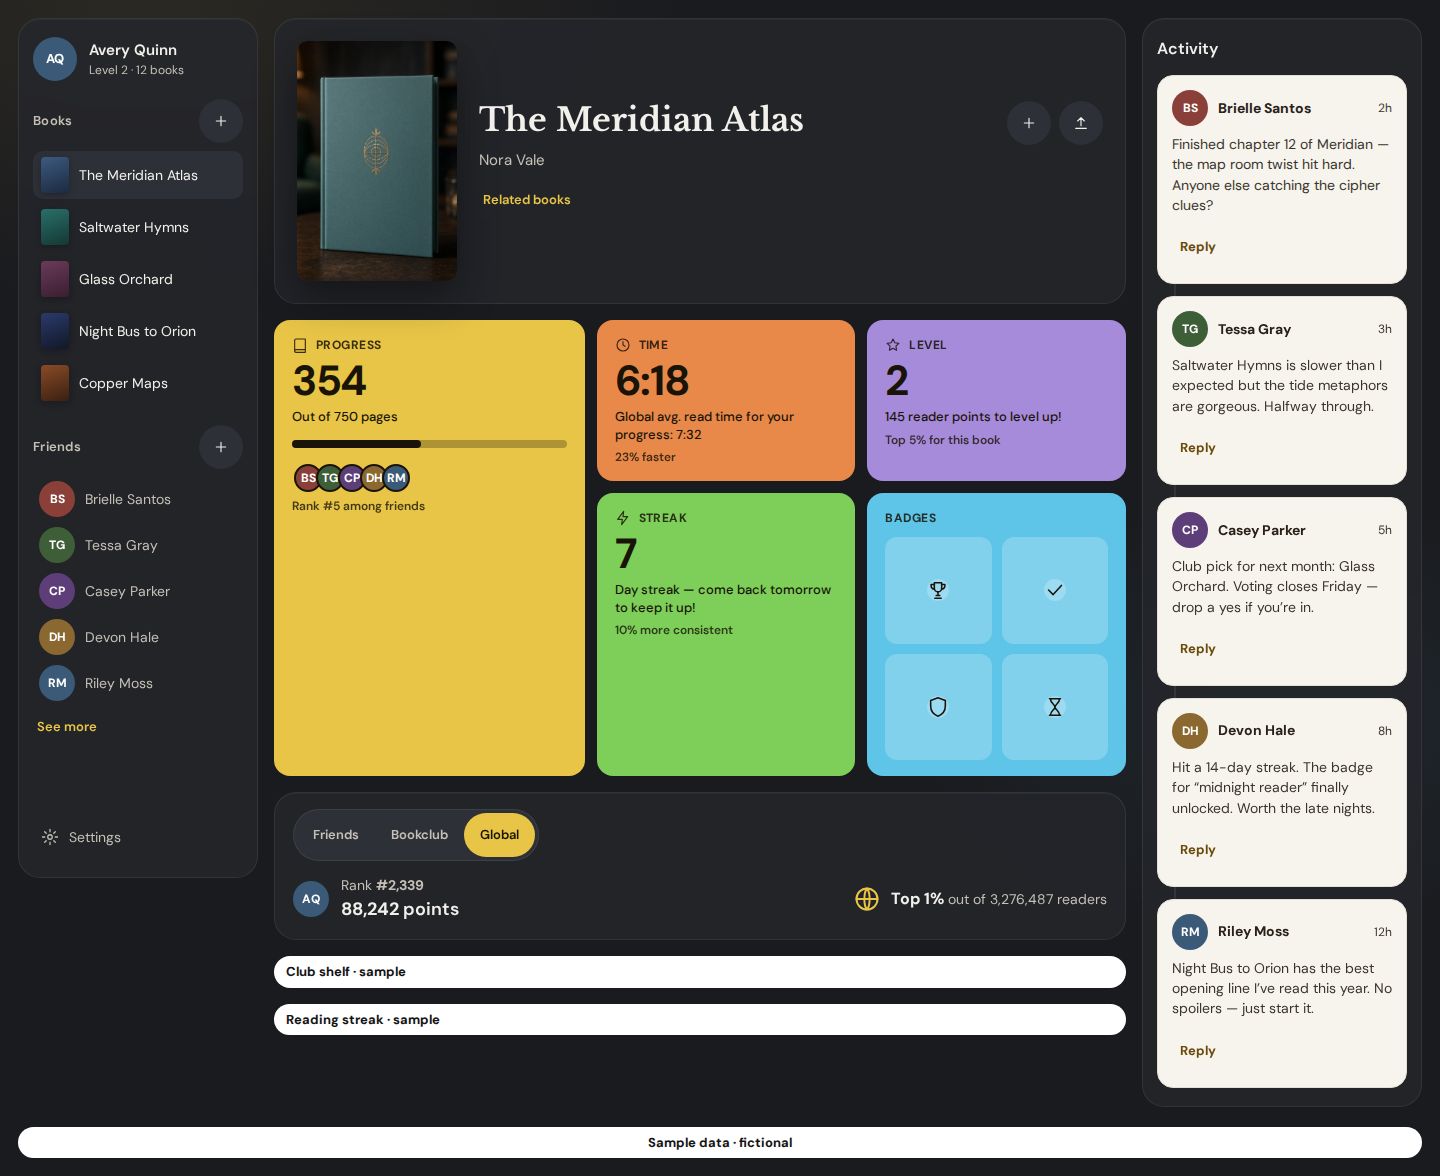 AQ
Avery Quinn
Level 2 · 12 books
Books
The Meridian Atlas
Saltwater Hymns
Glass Orchard
Night Bus to Orion
Copper Maps
Friends
BS Brielle Santos
TG Tessa Gray
CP Casey Parker
DH Devon Hale
RM Riley Moss
See more
Settings
The Meridian Atlas
Nora Vale
Related books
PROGRESS
354
Out of 750 pages
BS TG CP DH RM
Rank #5 among friends
TIME
6:18
Global avg. read time for your
progress: 7:32
23% faster
LEVEL
2
145 reader points to level up!
Top 5% for this book
STREAK
7
Day streak — come back tomorrow
to keep it up!
10% more consistent
BADGES
Friends Bookclub Global
AQ
Rank #2,339
88,242 points
Top 1% out of 3,276,487 readers
Club shelf · sample
Reading streak · sample
Activity
BS Brielle Santos 2h
Finished chapter 12 of Meridian —
the map room twist hit hard.
Anyone else catching the cipher
clues?
Reply
TG Tessa Gray 3h
Saltwater Hymns is slower than I
expected but the tide metaphors
are gorgeous. Halfway through.
Reply
CP Casey Parker 5h
Club pick for next month: Glass
Orchard. Voting closes Friday —
drop a yes if you’re in.
Reply
DH Devon Hale 8h
Hit a 14-day streak. The badge
for “midnight reader” finally
unlocked. Worth the late nights.
Reply
RM Riley Moss 12h
Night Bus to Orion has the best
opening line I’ve read this year. No
spoilers — just start it.
Reply
Sample data · fictional